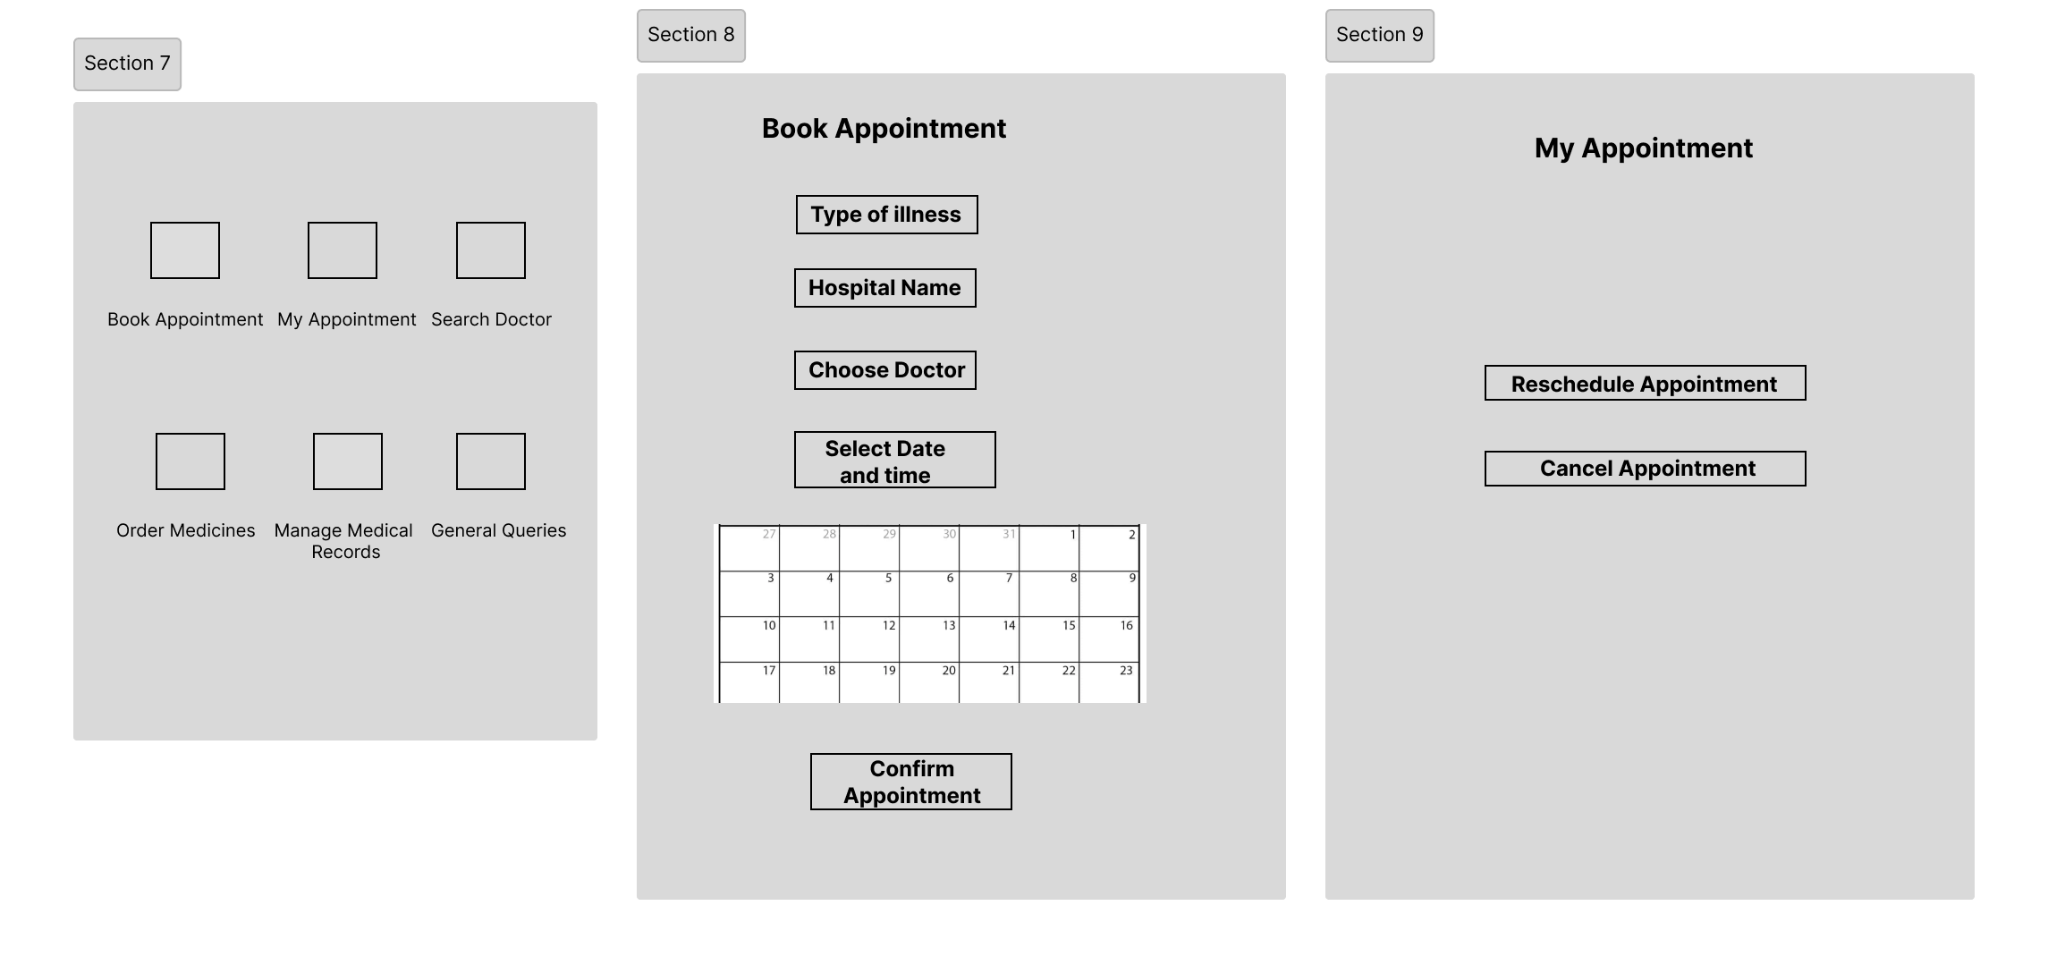 Section 7
Book Appointment
My Appointment
Search Doctor
Order Medicines
Manage Medical
Records
General Queries
Section 8
Book Appointment
Type of illness
Hospital Name
Choose Doctor
Select Date
and time
27 28 29 30 31 1 2
3 4 5 6 7 8 9
10 11 12 13 14 15 16
17 18 19 20 21 22 23
Confirm
Appointment
Section 9
My Appointment
Reschedule Appointment
Cancel Appointment